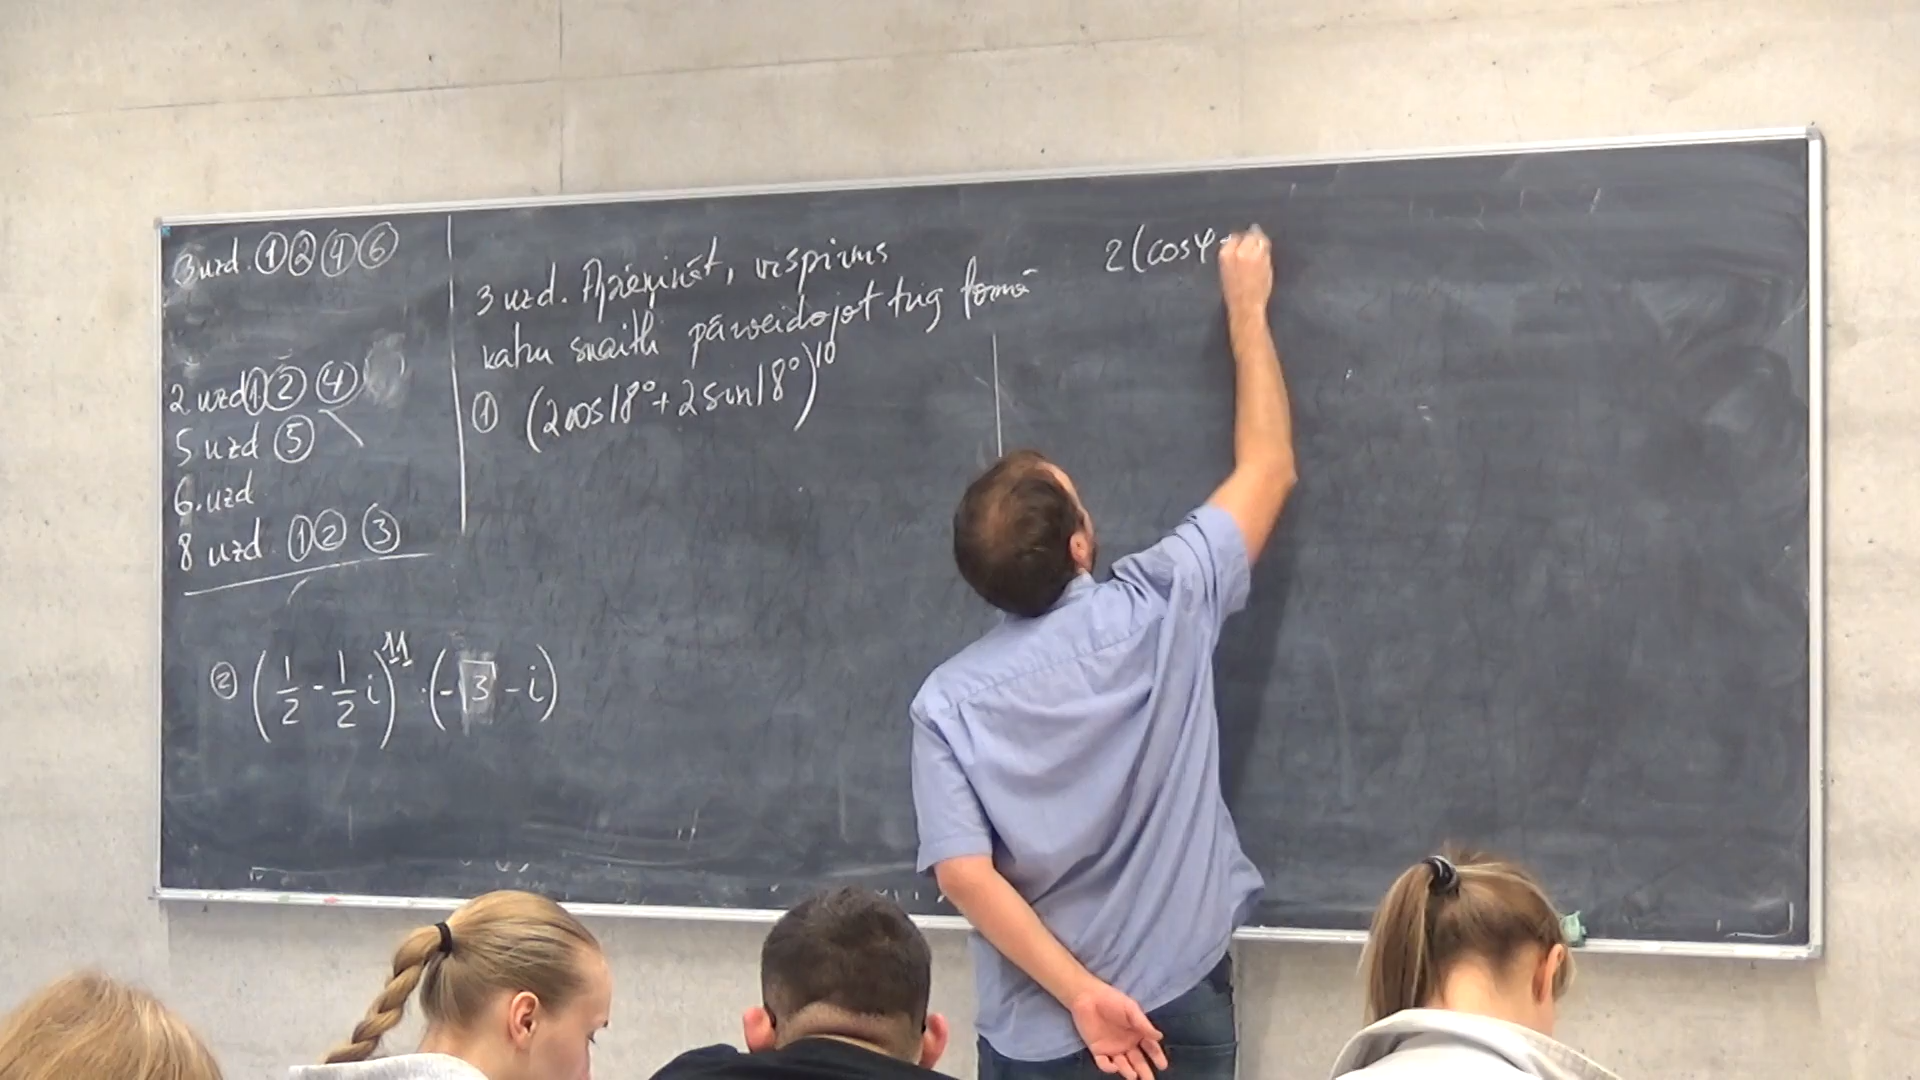 3 uzd. ① ② ④ ⑥
2 uzd ① ② ④
5 uzd ⑤
6. uzd
8 uzd. ① ② ③
② (1/2 - 1/2 i)^11 · (-√3 - i)
3 uzd. Aprēķināt, vispirms
katru skaitli pārveidojot trig formā
① (2cos18° + 2sin18°)^10
2(cosφ +